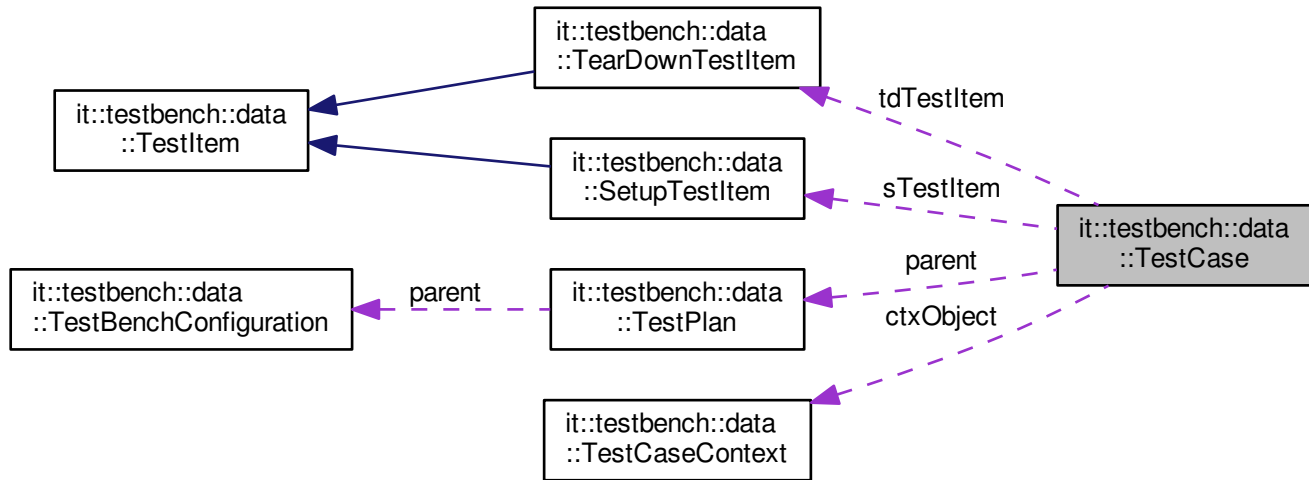 it::testbench::data
::TearDownTestItem
tdTestItem
it::testbench::data
::TestItem
it::testbench::data
::SetupTestItem
sTestItem
it::testbench::data
::TestCase
it::testbench::data
::TestBenchConfiguration
parent
it::testbench::data
::TestPlan
parent
ctxObject
it::testbench::data
::TestCaseContext